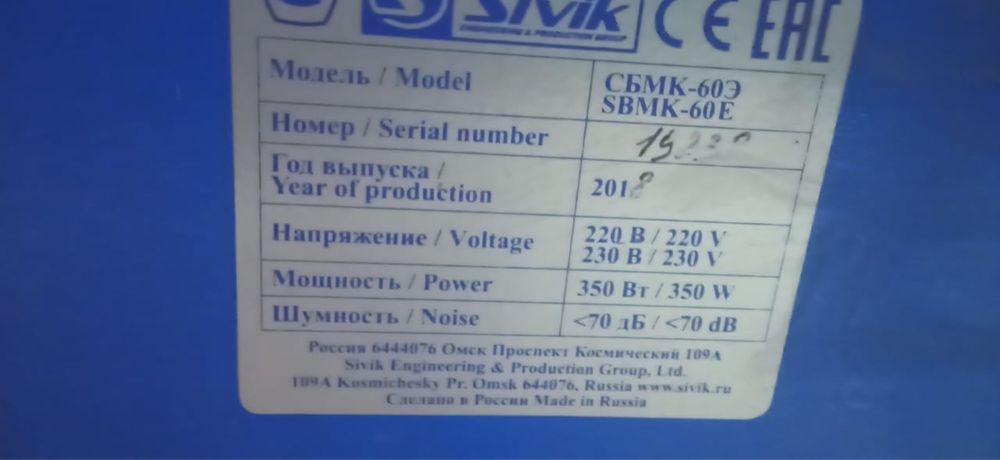 Sivik
ENGINEERING & PRODUCTION GROUP
CE EAC
Модель / Model
СБМК-60Э
SBMK-60E
Номер / Serial number
Год выпуска /
Year of production
2018
Напряжение / Voltage
220 В / 220 V
230 В / 230 V
Мощность / Power
350 Вт / 350 W
Шумность / Noise
<70 дБ / <70 dB
Россия 6444076 Омск Проспект Космический 109А
Sivik Engineering & Production Group, Ltd.
109A Kosmichesky Pr. Omsk 644076, Russia www.sivik.ru
Сделано в России Made in Russia